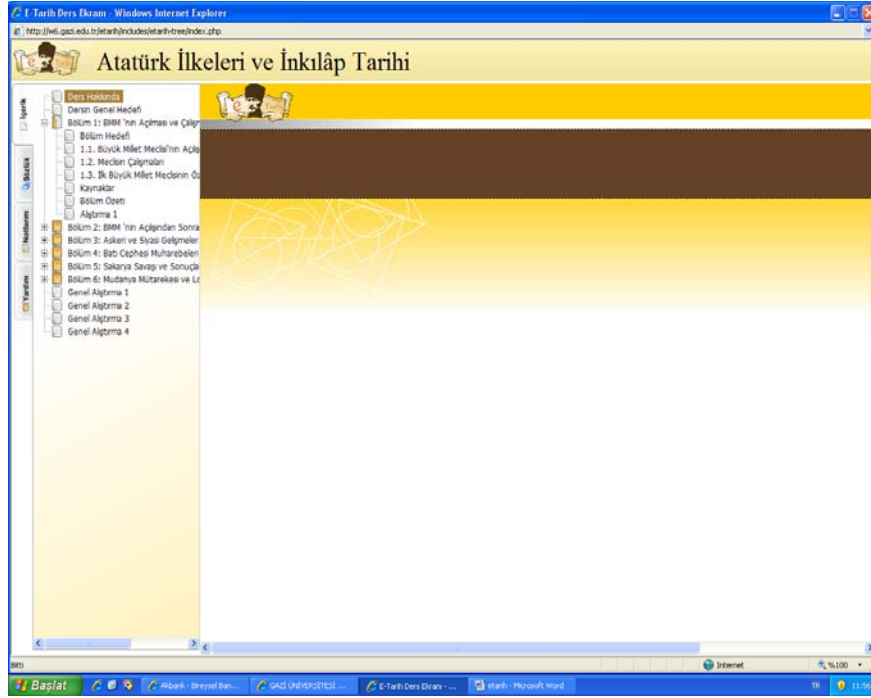 E-Tarih Ders Ekranı - Windows Internet Explorer
http://w6.gazi.edu.tr/etarih/includes/etarih-tree/index.php
Atatürk İlkeleri ve İnkılâp Tarihi
İçerik
Sözlük
Notlarım
Yardım
Ders Hakkında
Dersin Genel Hedefi
Bölüm 1: BMM 'nin Açılması ve Çalışm
Bölüm Hedefi
1.1. Büyük Millet Meclisi'nin Açılış
1.2. Meclisin Çalışmaları
1.3. İlk Büyük Millet Meclisinin Öz
Kaynaklar
Bölüm Özeti
Alıştırma 1
Bölüm 2: BMM 'nin Açılışından Sonra
Bölüm 3: Askeri ve Siyasi Gelişmeler
Bölüm 4: Batı Cephesi Muharebeleri
Bölüm 5: Sakarya Savaşı ve Sonuçla
Bölüm 6: Mudanya Mütarekesi ve Lo
Genel Alıştırma 1
Genel Alıştırma 2
Genel Alıştırma 3
Genel Alıştırma 4
Bitti
Internet
%100
Başlat
Akbank - Bireysel Ban...
GAZİ ÜNİVERSİTESİ ...
E-Tarih Ders Ekranı - ...
etarih - Microsoft Word
TR
11:56